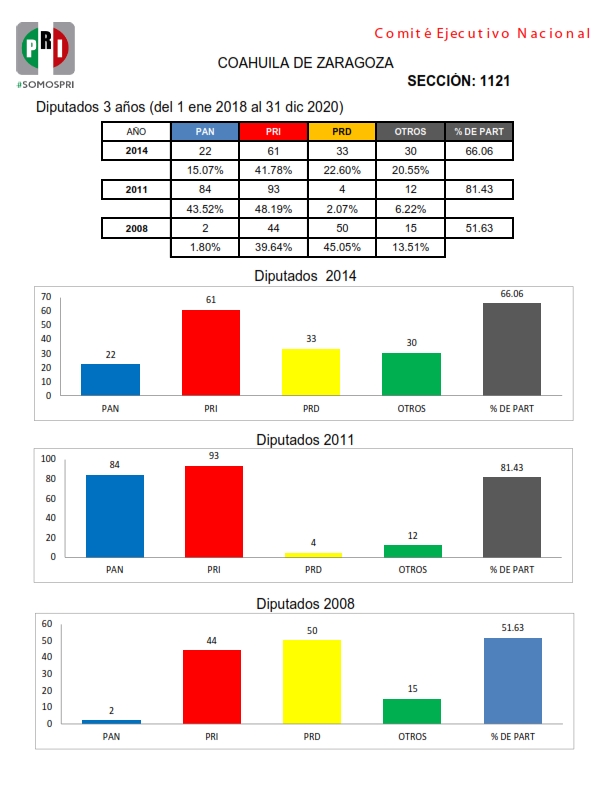 Comité Ejecutivo Nacional
PRI
#SOMOSPRI
COAHUILA DE ZARAGOZA
SECCIÓN: 1121
Diputados 3 años (del 1 ene 2018 al 31 dic 2020)
AÑO PAN PRI PRD OTROS % DE PART
2014 22 61 33 30 66.06
15.07% 41.78% 22.60% 20.55%
2011 84 93 4 12 81.43
43.52% 48.19% 2.07% 6.22%
2008 2 44 50 15 51.63
1.80% 39.64% 45.05% 13.51%
Diputados 2014
70
60
50
40
30
20
10
0
22 61 33 30 66.06
PAN PRI PRD OTROS % DE PART
Diputados 2011
100
80
60
40
20
0
84 93 4 12 81.43
PAN PRI PRD OTROS % DE PART
Diputados 2008
60
50
40
30
20
10
0
2 44 50 15 51.63
PAN PRI PRD OTROS % DE PART